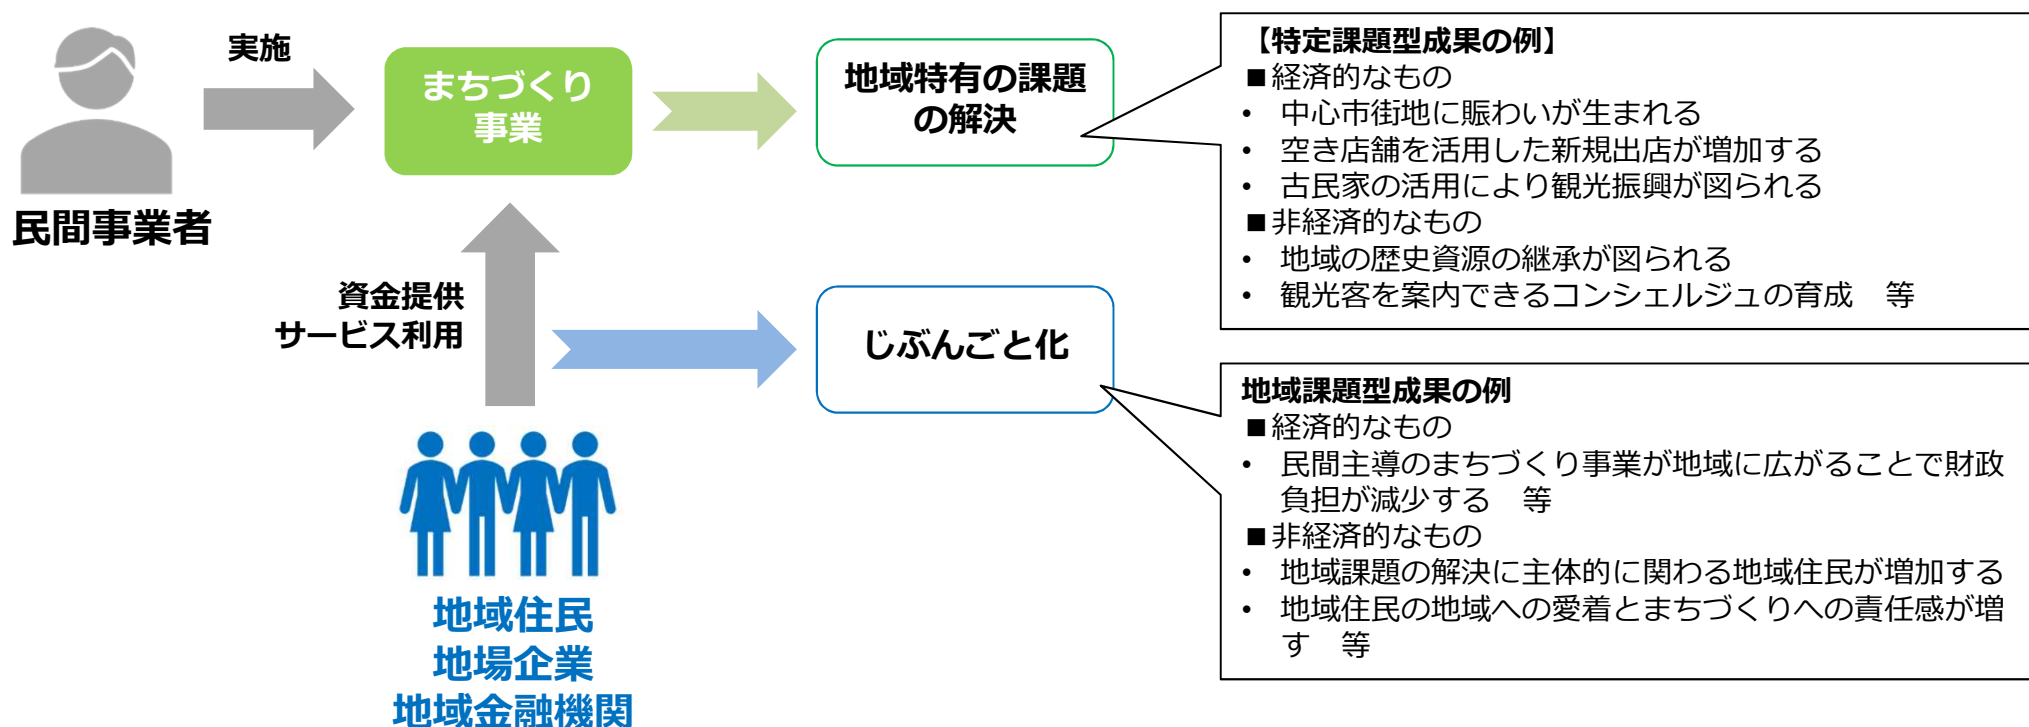 実施
民間事業者
まちづくり
事業
地域特有の課題
の解決
資金提供
サービス利用
じぶんごと化
地域住民
地場企業
地域金融機関
【特定課題型成果の例】
■経済的なもの
• 中心市街地に賑わいが生まれる
• 空き店舗を活用した新規出店が増加する
• 古民家の活用により観光振興が図られる
■非経済的なもの
• 地域の歴史資源の継承が図られる
• 観光客を案内できるコンシェルジュの育成　等
地域課題型成果の例
■経済的なもの
• 民間主導のまちづくり事業が地域に広がることで財政
負担が減少する　等
■非経済的なもの
• 地域課題の解決に主体的に関わる地域住民が増加する
• 地域住民の地域への愛着とまちづくりへの責任感が増
す　等